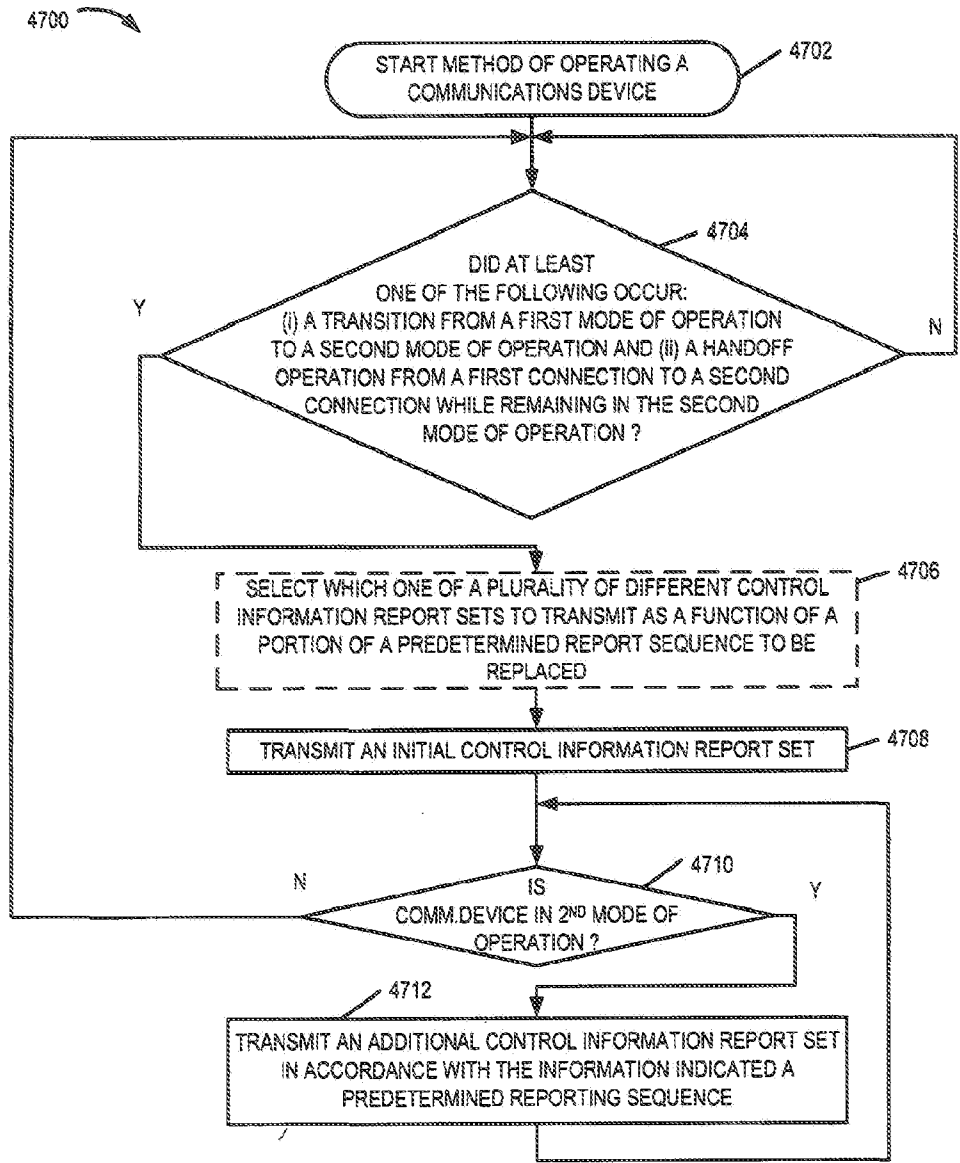 4700
START METHOD OF OPERATING A
COMMUNICATIONS DEVICE
4702
4704
DID AT LEAST
ONE OF THE FOLLOWING OCCUR:
(i) A TRANSITION FROM A FIRST MODE OF OPERATION
TO A SECOND MODE OF OPERATION AND (ii) A HANDOFF
OPERATION FROM A FIRST CONNECTION TO A SECOND
CONNECTION WHILE REMAINING IN THE SECOND
MODE OF OPERATION ?
Y
N
4706
SELECT WHICH ONE OF A PLURALITY OF DIFFERENT CONTROL
INFORMATION REPORT SETS TO TRANSMIT AS A FUNCTION OF A
PORTION OF A PREDETERMINED REPORT SEQUENCE TO BE
REPLACED
TRANSMIT AN INITIAL CONTROL INFORMATION REPORT SET
4708
4710
N
IS
COMM.DEVICE IN 2ND MODE OF
OPERATION ?
Y
4712
TRANSMIT AN ADDITIONAL CONTROL INFORMATION REPORT SET
IN ACCORDANCE WITH THE INFORMATION INDICATED A
PREDETERMINED REPORTING SEQUENCE